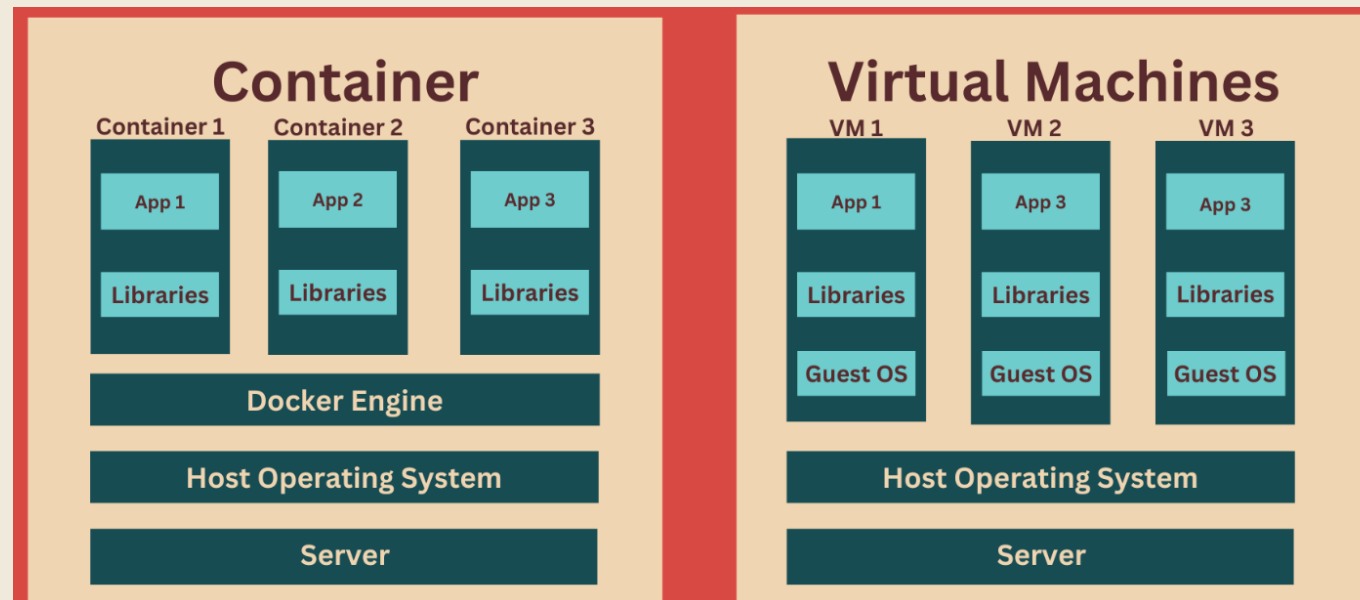 Container
Container 1 Container 2 Container 3
App 1 App 2 App 3
Libraries Libraries Libraries
Docker Engine
Host Operating System
Server
Virtual Machines
VM 1 VM 2 VM 3
App 1 App 3 App 3
Libraries Libraries Libraries
Guest OS Guest OS Guest OS
Host Operating System
Server